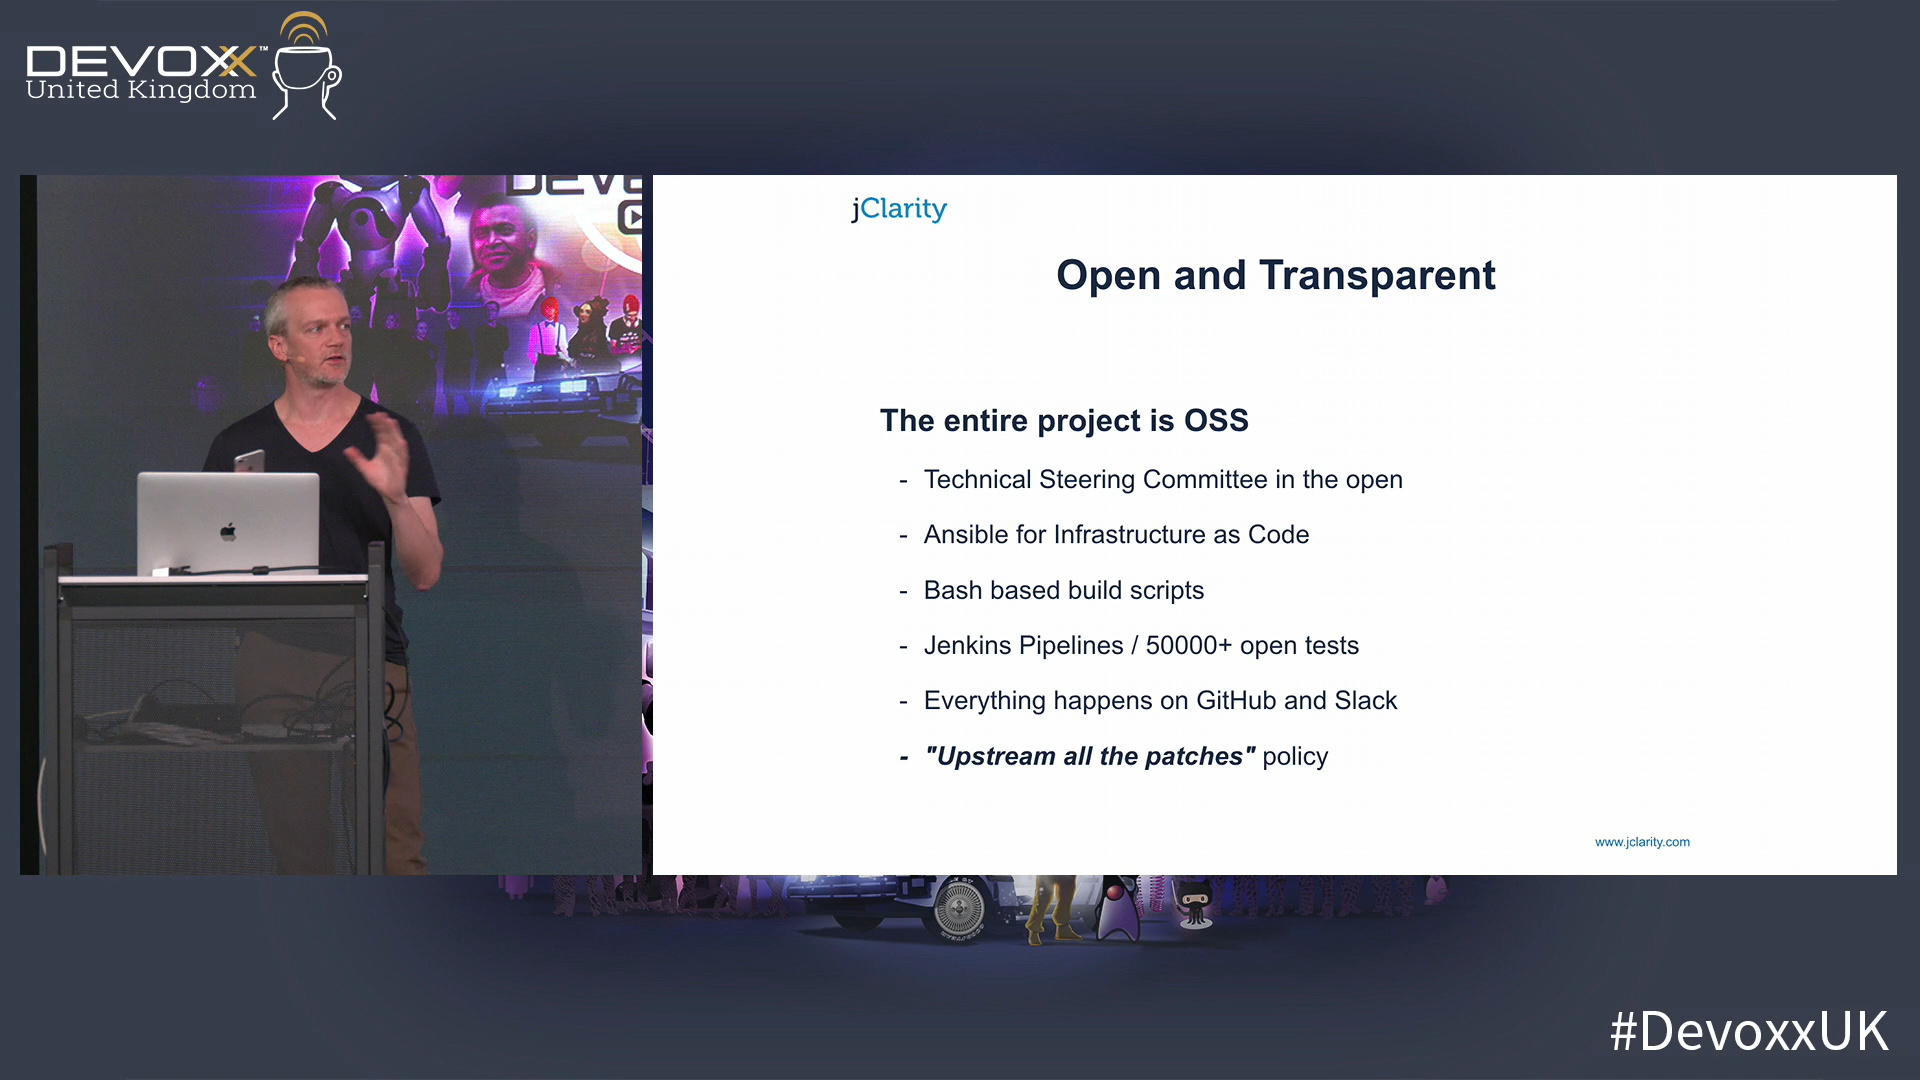 DEVOXX™
United Kingdom
DEVO
jClarity
Open and Transparent
The entire project is OSS
- Technical Steering Committee in the open
- Ansible for Infrastructure as Code
- Bash based build scripts
- Jenkins Pipelines / 50000+ open tests
- Everything happens on GitHub and Slack
- "Upstream all the patches" policy
www.jclarity.com
#DevoxxUK